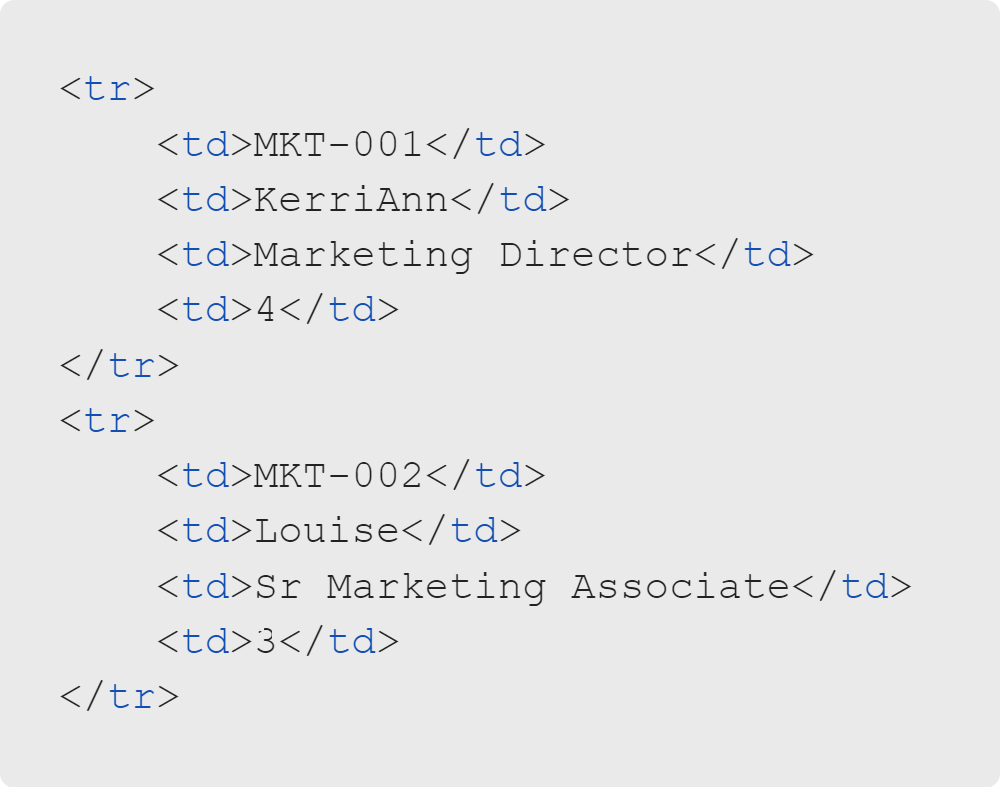 <tr>
    <td>MKT-001</td>
    <td>KerriAnn</td>
    <td>Marketing Director</td>
    <td>4</td>
</tr>
<tr>
    <td>MKT-002</td>
    <td>Louise</td>
    <td>Sr Marketing Associate</td>
    <td>3</td>
</tr>